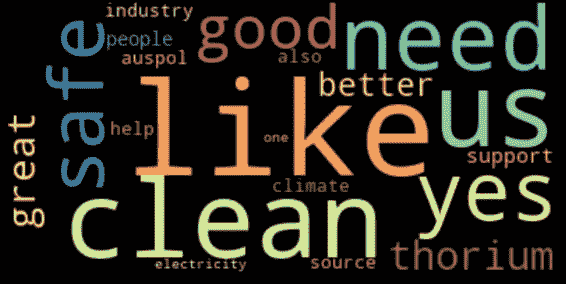 industry
people
auspol
safe
good
also
need
better
us
like
help
one
great
support
climate
yes
clean
thorium
electricity
source